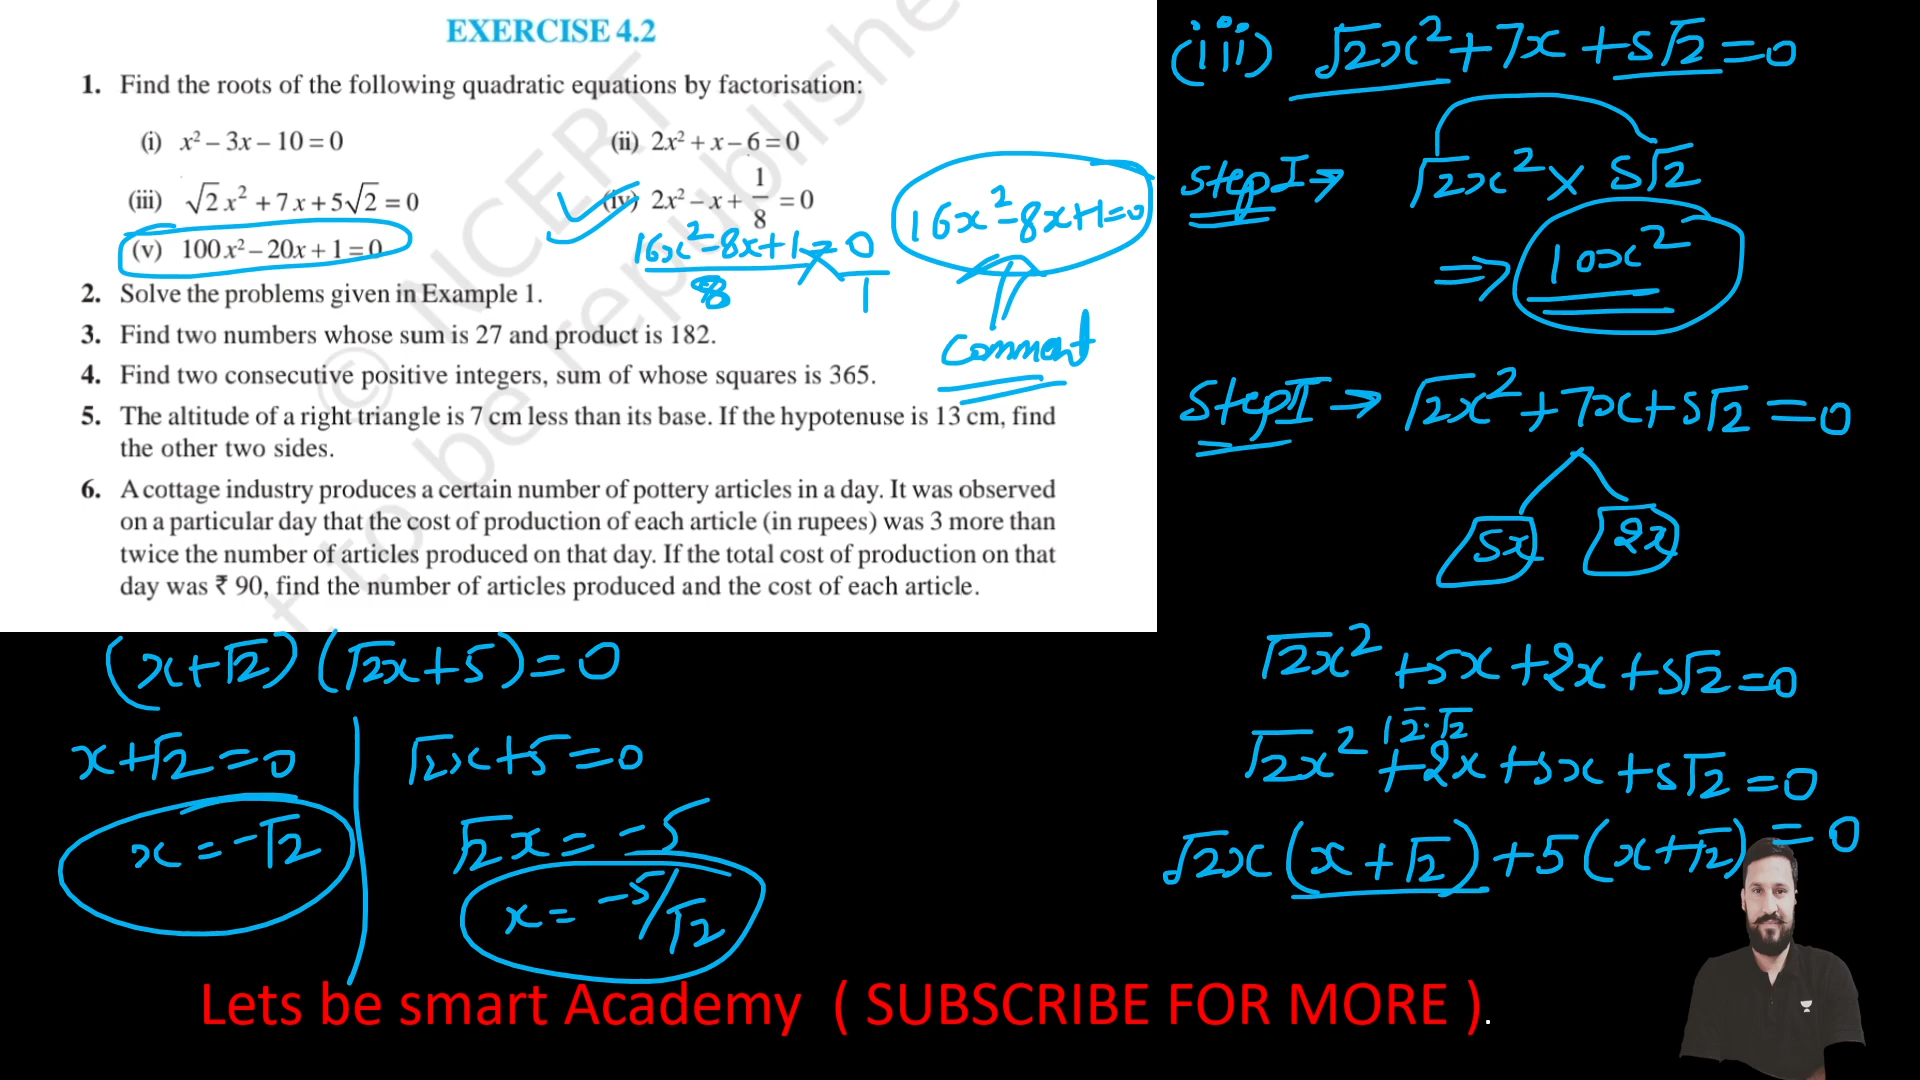 EXERCISE 4.2
1. Find the roots of the following quadratic equations by factorisation:
(i) x² – 3x – 10 = 0 (ii) 2x² + x – 6 = 0
(iii) √2 x² + 7x + 5√2 = 0 (iv) 2x² – x + 1/8 = 0
(v) 100x² – 20x + 1 = 0
16x²-8x+1 = 0
8 1
16x²-8x+1=0
Comment
2. Solve the problems given in Example 1.
3. Find two numbers whose sum is 27 and product is 182.
4. Find two consecutive positive integers, sum of whose squares is 365.
5. The altitude of a right triangle is 7 cm less than its base. If the hypotenuse is 13 cm, find
the other two sides.
6. A cottage industry produces a certain number of pottery articles in a day. It was observed
on a particular day that the cost of production of each article (in rupees) was 3 more than
twice the number of articles produced on that day. If the total cost of production on that
day was ₹ 90, find the number of articles produced and the cost of each article.
© NCERT
not to be republished
(iii) √2x²+7x+5√2=0
Step I → √2x² × 5√2
⇒ 10x²
Step II → √2x²+7x+5√2=0
5x 2x
√2x²+5x+2x+5√2=0
√2·√2
√2x²+2x+5x+5√2=0
√2x(x+√2)+5(x+√2)=0
(x+√2)(√2x+5)=0
x+√2=0 √2x+5=0
x=-√2 √2x=-5
x=-5/√2
Lets be smart Academy ( SUBSCRIBE FOR MORE ).